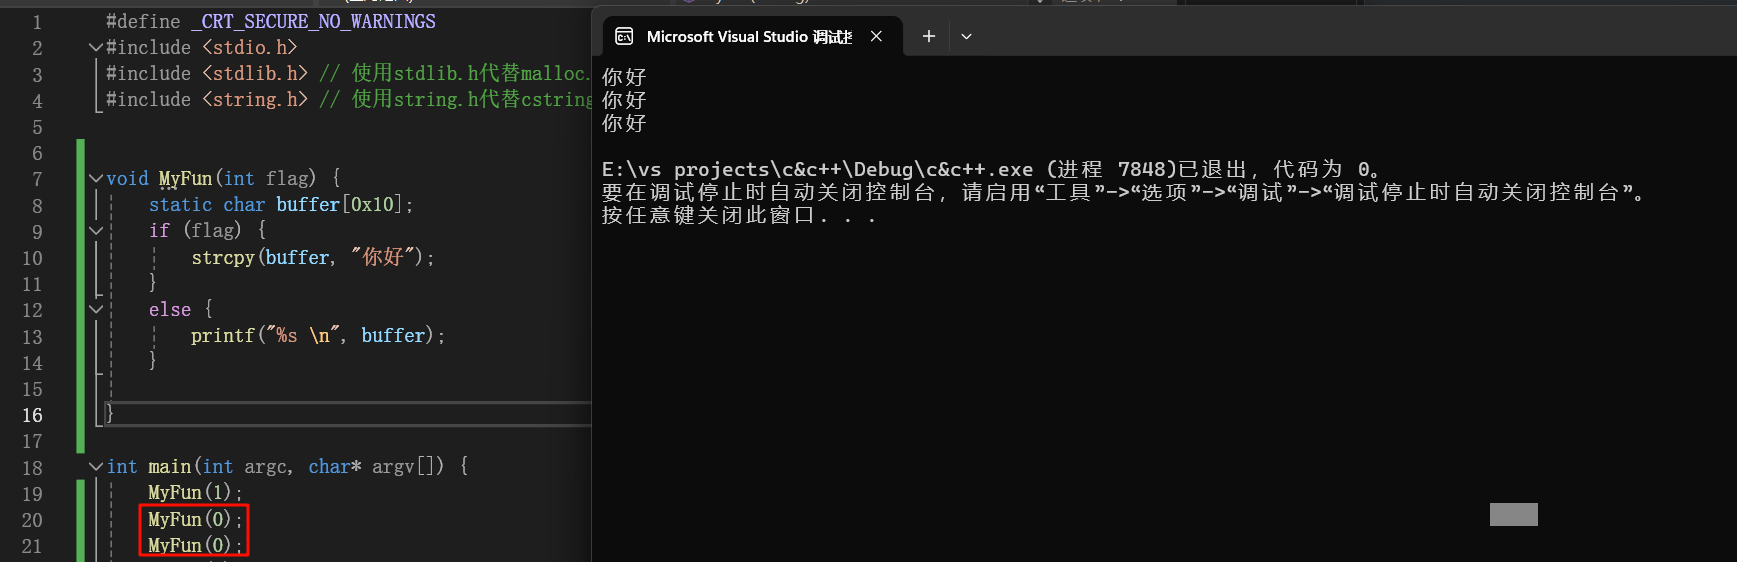 1 #define _CRT_SECURE_NO_WARNINGS
2 #include <stdio.h>
3 #include <stdlib.h> // 使用stdlib.h代替malloc.
4 #include <string.h> // 使用string.h代替cstring
5
6
7 void MyFun(int flag) {
8 static char buffer[0x10];
9 if (flag) {
10 strcpy(buffer, "你好");
11 }
12 else {
13 printf("%s \n", buffer);
14 }
15
16 }
17
18 int main(int argc, char* argv[]) {
19 MyFun(1);
20 MyFun(0);
21 MyFun(0);
Microsoft Visual Studio 调试
你好
你好
你好
E:\vs projects\c&c++\Debug\c&c++.exe (进程 7848)已退出，代码为 0。
要在调试停止时自动关闭控制台，请启用“工具”->“选项”->“调试”->“调试停止时自动关闭控制台”。
按任意键关闭此窗口. . .